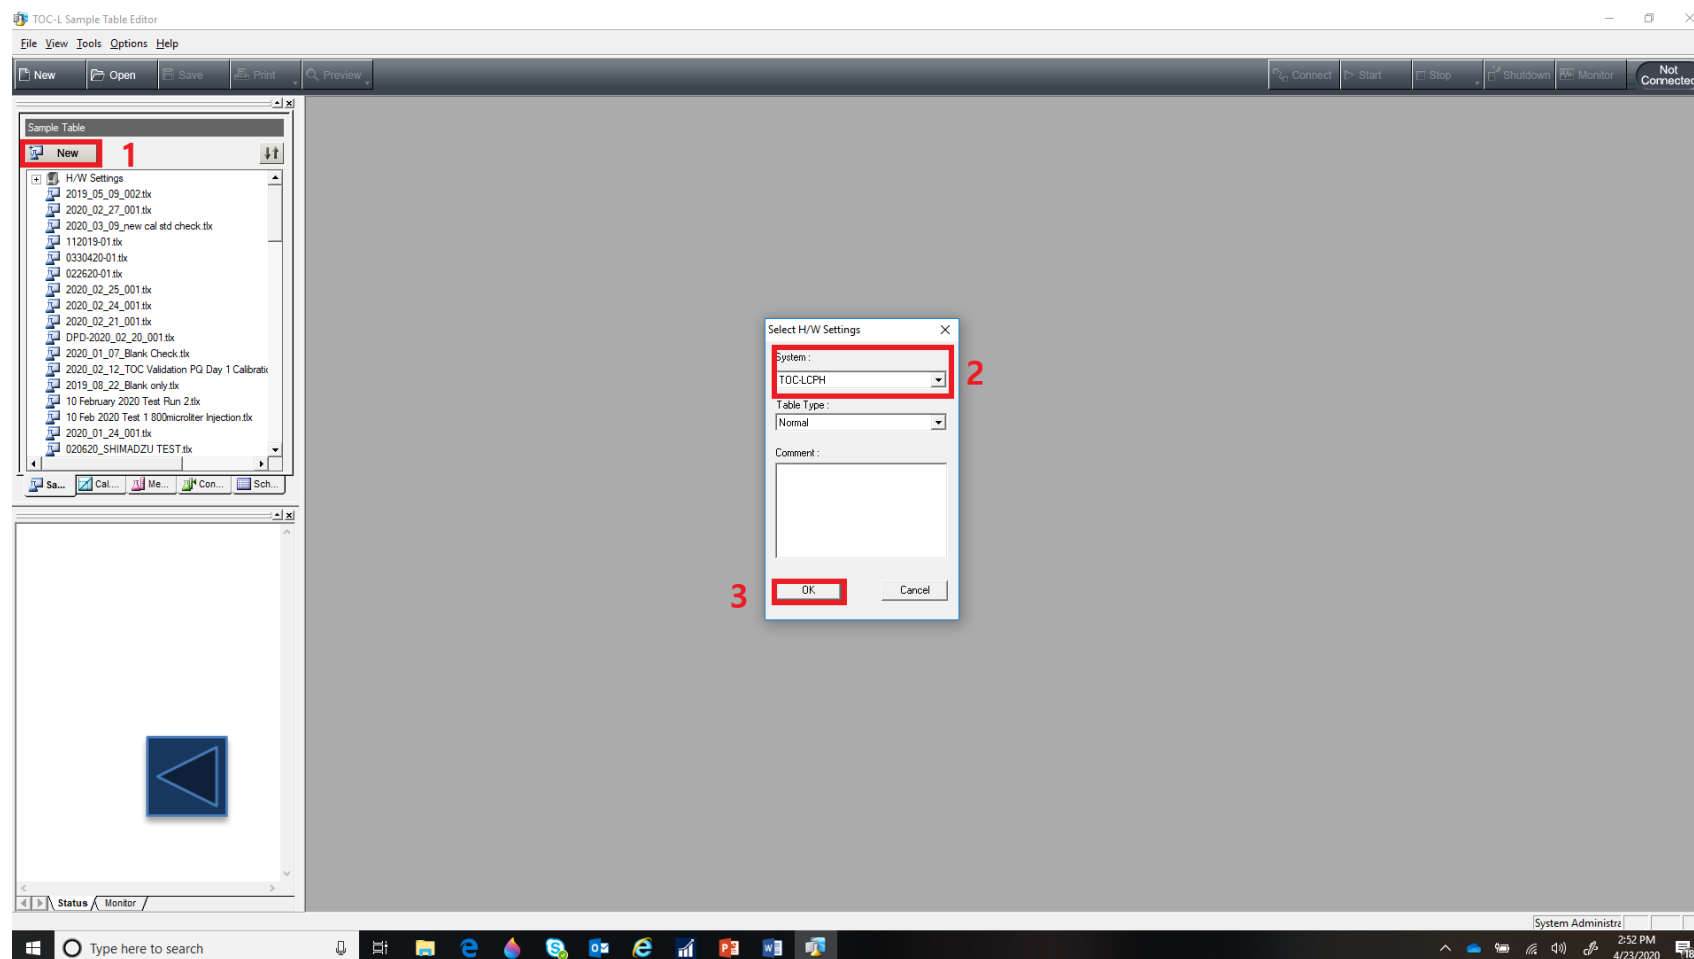 TOC-L Sample Table Editor
File View Tools Options Help
New Open Save Print Preview Connect Start Stop Shutdown Monitor Not Connected
Sample Table
New 1
H/W Settings
2019_05_09_002.tlx
2020_02_27_001.tlx
2020_03_09_new cal std check.tlx
112019-01.tlx
0330420-01.tlx
022620-01.tlx
2020_02_25_001.tlx
2020_02_24_001.tlx
2020_02_21_001.tlx
DPD-2020_02_20_001.tlx
2020_01_07_Blank Check.tlx
2020_02_12_TOC Validation PQ Day 1 Calibratic
2019_08_22_Blank only.tlx
10 February 2020 Test Run 2.tlx
10 Feb 2020 Test 1 800microliter Injection.tlx
2020_01_24_001.tlx
020620_SHIMADZU TEST.tlx
Sa... Cal.... Me... Con... Sch...
Select H/W Settings
System :
TOC-LCPH
2
Table Type :
Normal
Comment :
3
OK Cancel
Status Monitor
System Administra
Type here to search
2:52 PM
4/23/2020
18